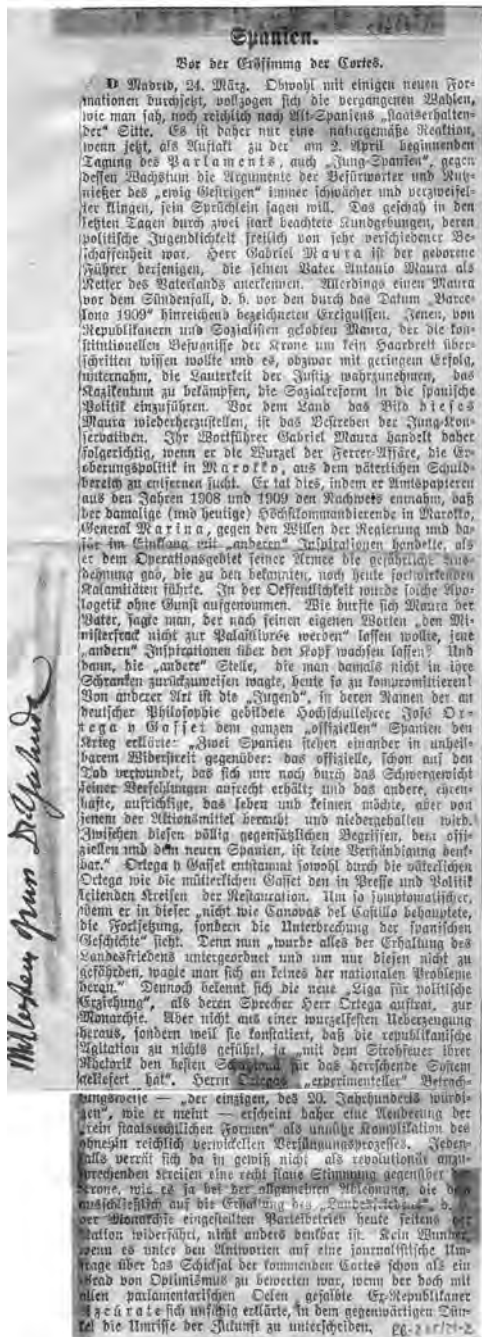 Spanien.
Vor der Eröffnung der Cortes.
D Madrid, 24. März. Obwohl mit einigen neuen For-
mationen durchsetzt, vollzogen sich die vergangenen Wahlen,
wie man sah, noch reichlich nach Alt-Spaniens „staatserhalten-
der“ Sitte. Es ist daher nur eine naturgemäße Reaktion,
wenn jetzt, als Auftakt zu der am 2. April beginnenden
Tagung des Parlaments, auch „Jung-Spanien“, gegen
dessen Wachstum die Argumente der Befürworter und Nutz-
nießer des „ewig Gestrigen“ immer schwächer und verzweifel-
ter klingen, sein Sprüchlein sagen will. Das geschah in den
letzten Tagen durch zwei stark beachtete Kundgebungen, deren
politische Jugendlichkeit freilich von sehr verschiedener Be-
schaffenheit war. Herr Gabriel Maura ist der geborene
Führer derjenigen, die seinen Vater Antonio Maura als
Retter des Vaterlands anerkennen. Allerdings einen Maura
vor dem Sündenfall, d. h. vor den durch das Datum „Barce-
lona 1909“ hinreichend bezeichneten Ereignissen. Jenen, von
Republikanern und Sozialisten gelobten Maura, der die kon-
stitutionellen Befugnisse der Krone um kein Haarbreit über-
schritten wissen wollte und es, obzwar mit geringem Erfolg,
unternahm, die Lauterkeit der Justiz wahrzunehmen, das
Kazikentum zu bekämpfen, die Sozialreform in die spanische
Politik einzuführen. Vor dem Land das Bild dieses
Maura wiederherzustellen, ist das Bestreben der Jung-Kon-
servativen. Ihr Wortführer Gabriel Maura handelt daher
folgerichtig, wenn er die Wurzel der Ferrer-Affäre, die Er-
oberungspolitik in Marokko, aus dem väterlichen Schuld-
bereich zu entfernen sucht. Er tat dies, indem er Amtspapieren
aus den Jahren 1908 und 1909 den Nachweis entnahm, daß
der damalige (und heutige) Höchstkommandierende in Marokko,
General Marina, gegen den Willen der Regierung und da-
für im Einklang mit „anderen“ Inspirationen handelte, als
er dem Operationsgebiet seiner Armee die gefährliche Aus-
dehnung gab, die zu den bekannten, noch heute fortwirkenden
Kalamitäten führte. In der Oeffentlichkeit wurde solche Apo-
logetik ohne Gunst aufgenommen. Wie durfte sich Maura der
Vater, sagte man, der nach seinen eigenen Worten „den Mi-
nisterfrack nicht zur Palastlivrée werden“ lassen wollte, jene
„andern“ Inspirationen über den Kopf wachsen lassen? Und
dann, die „andere“ Stelle, die man damals nicht in ihre
Schranken zurückzuweisen wagte, heute so zu kompromittieren!
Von anderer Art ist die „Jugend“, in deren Namen der an
deutscher Philosophie gebildete Hochschullehrer José Or-
tega y Gasset dem ganzen „offiziellen“ Spanien den
Krieg erklärte: „Zwei Spanien stehen einander in unheil-
barem Widerstreit gegenüber: das offizielle, schon auf den
Tod verwundet, das sich nur noch durch das Schwergewicht
seiner Verfehlungen aufrecht erhält; und das andere, ehren-
hafte, aufrichtige, das leben und keimen möchte, aber von
jenem der Aktionsmittel beraubt und niedergehalten wird.
Zwischen diesen völlig gegensätzlichen Begriffen, dem offi-
ziellen und dem neuen Spanien, ist keine Verständigung denk-
bar.“ Ortega y Gasset entstammt sowohl durch die väterlichen
Ortega wie die mütterlichen Gasset den in Presse und Politik
leitenden Kreisen der Restauration. Um so symptomatischer,
wenn er in dieser „nicht wie Canovas del Castillo behauptete,
die Fortsetzung, sondern die Unterbrechung der spanischen
Geschichte“ sieht. Denn nun „wurde alles der Erhaltung des
Landesfriedens untergeordnet und um nur diesen nicht zu
gefährden, wagte man sich an keines der nationalen Probleme
heran.“ Dennoch bekennt sich die neue „Liga für politische
Erziehung“, als deren Sprecher Herr Ortega auftrat, zur
Monarchie. Aber nicht aus einer wurzelfesten Ueberzeugung
heraus, sondern weil sie konstatiert, daß die republikanische
Agitation zu nichts geführt, ja „mit dem Strohfeuer ihrer
Rhetorik den besten für das herrschende System
geliefert hat“. Herrn Ortegas „experimenteller“ Betrach-
tungsweise — „der einzigen, des 20. Jahrhunderts würdi-
gen“, wie er meint — erscheint daher eine Aenderung der
„rein staatsrechtlichen Formen“ als unnütze Komplikation des
ohnehin reichlich verwickelten Verjüngungsprozesses. Jeden-
falls verrät sich da in gewiß nicht als revolutionär anzu-
sprechenden Kreisen eine recht flaue Stimmung gegenüber
Krone, wie es ja bei der allgemeinen Ablehnung, die dem
ausschließlich auf die Erhaltung des „Landesfriedens“ d. h.
der Monarchie eingestellten Parteibetrieb heute seitens der
Nation widerfährt, nicht anders denkbar ist. Kein Wunder,
wenn es unter den Antworten auf eine journalistische Um-
frage über das Schicksal der kommenden Cortes schon als ein
Grad von Optimismus zu bewerten war, wenn der doch mit
allen parlamentarischen Oelen gesalbte Ex-Republikaner
Azcárate sich unfähig erklärte, in dem gegenwärtigen Dün-
kel die Umrisse der Zukunft zu unterscheiden.